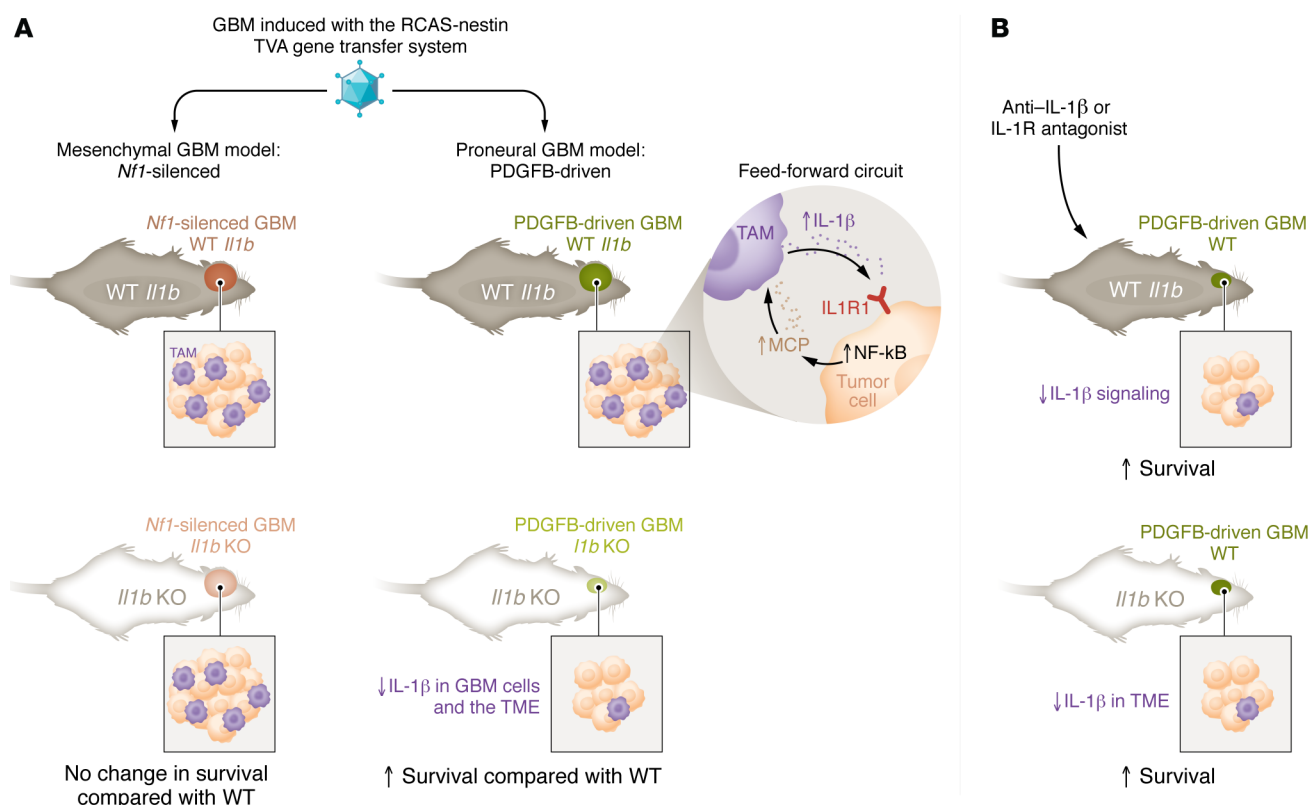 A
GBM induced with the RCAS-nestin
TVA gene transfer system
Mesenchymal GBM model:
Nf1-silenced
Proneural GBM model:
PDGFB-driven
Nf1-silenced GBM
WT Il1b
WT Il1b
TAM
PDGFB-driven GBM
WT Il1b
WT Il1b
Feed-forward circuit
TAM
↑IL-1β
IL1R1
↑MCP
↑NF-kB
Tumor
cell
Nf1-silenced GBM
Il1b KO
Il1b KO
No change in survival
compared with WT
PDGFB-driven GBM
I1b KO
Il1b KO
↓IL-1β in GBM cells
and the TME
↑ Survival compared with WT
B
Anti–IL-1β or
IL-1R antagonist
PDGFB-driven GBM
WT
WT Il1b
↓IL-1β signaling
↑ Survival
PDGFB-driven GBM
WT
Il1b KO
↓IL-1β in TME
↑ Survival